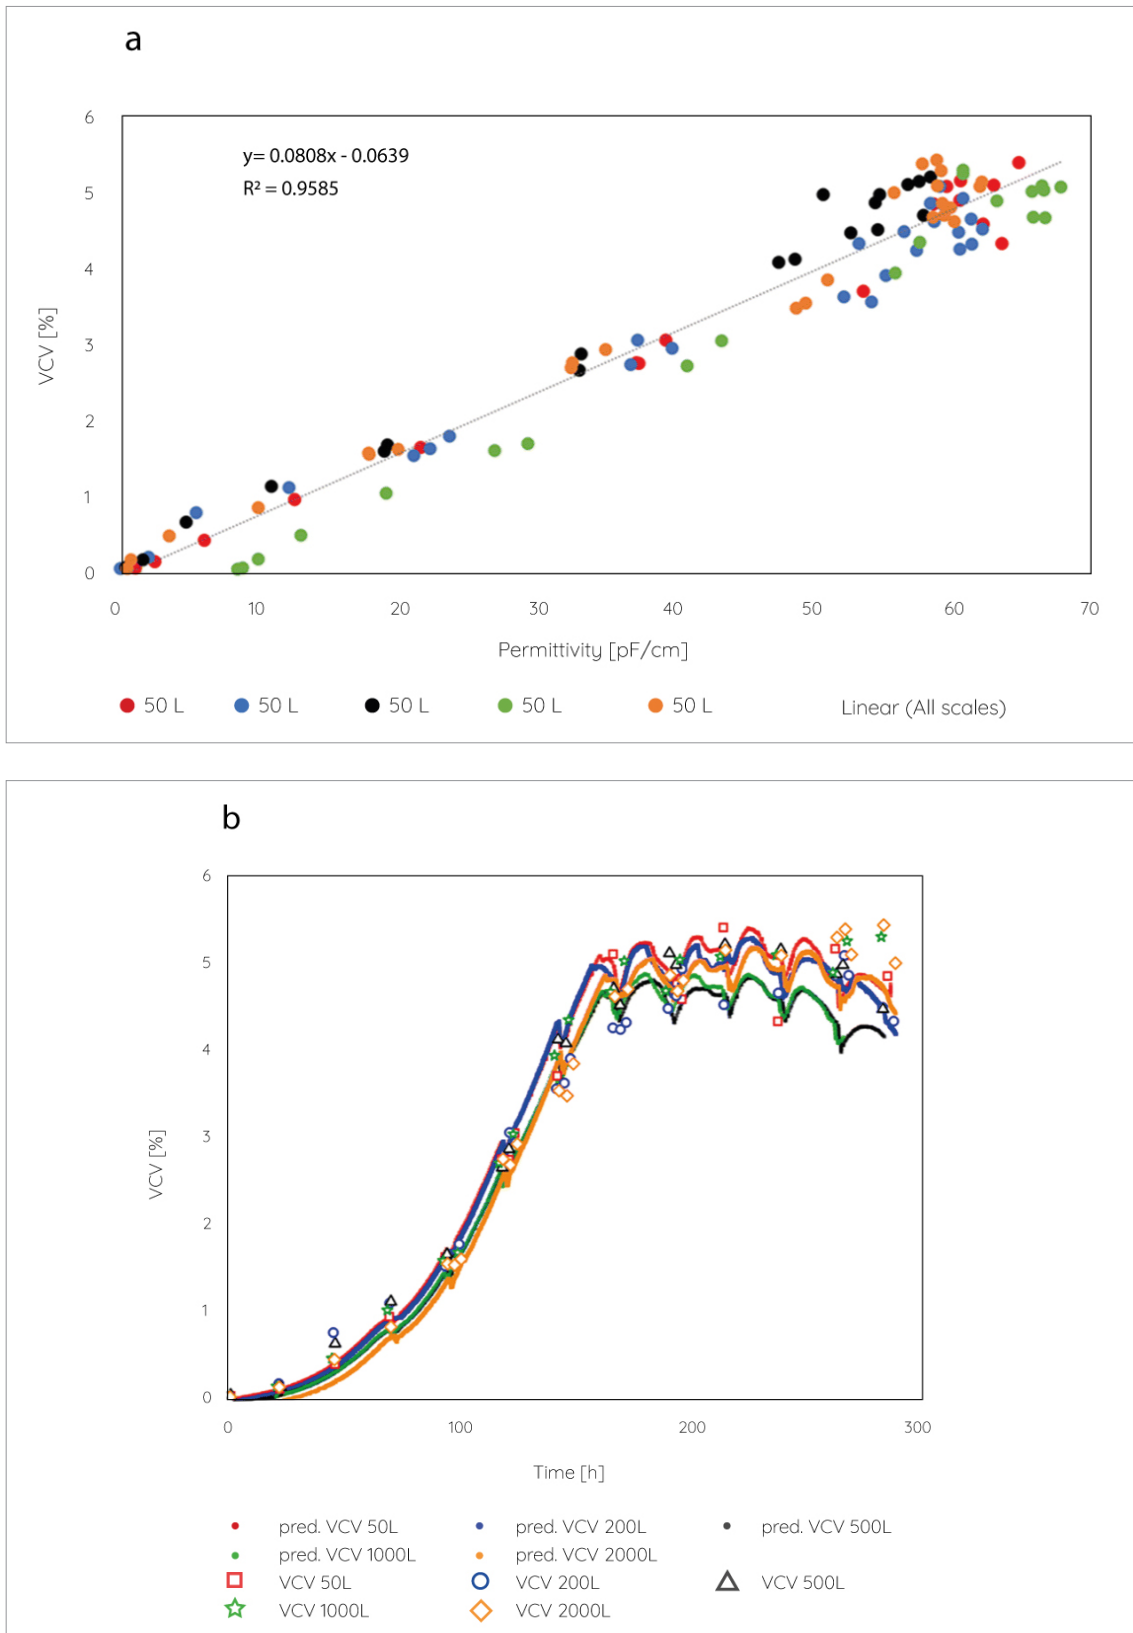 a
y= 0.0808x - 0.0639
R² = 0.9585
6
5
4
3
2
1
0
VCV [%]
0 10 20 30 40 50 60 70
Permittivity [pF/cm]
50 L 50 L 50 L 50 L 50 L Linear (All scales)
b
6
5
4
3
2
1
0
VCV [%]
0 100 200 300
Time [h]
pred. VCV 50L pred. VCV 200L pred. VCV 500L
pred. VCV 1000L pred. VCV 2000L
VCV 50L VCV 200L VCV 500L
VCV 1000L VCV 2000L